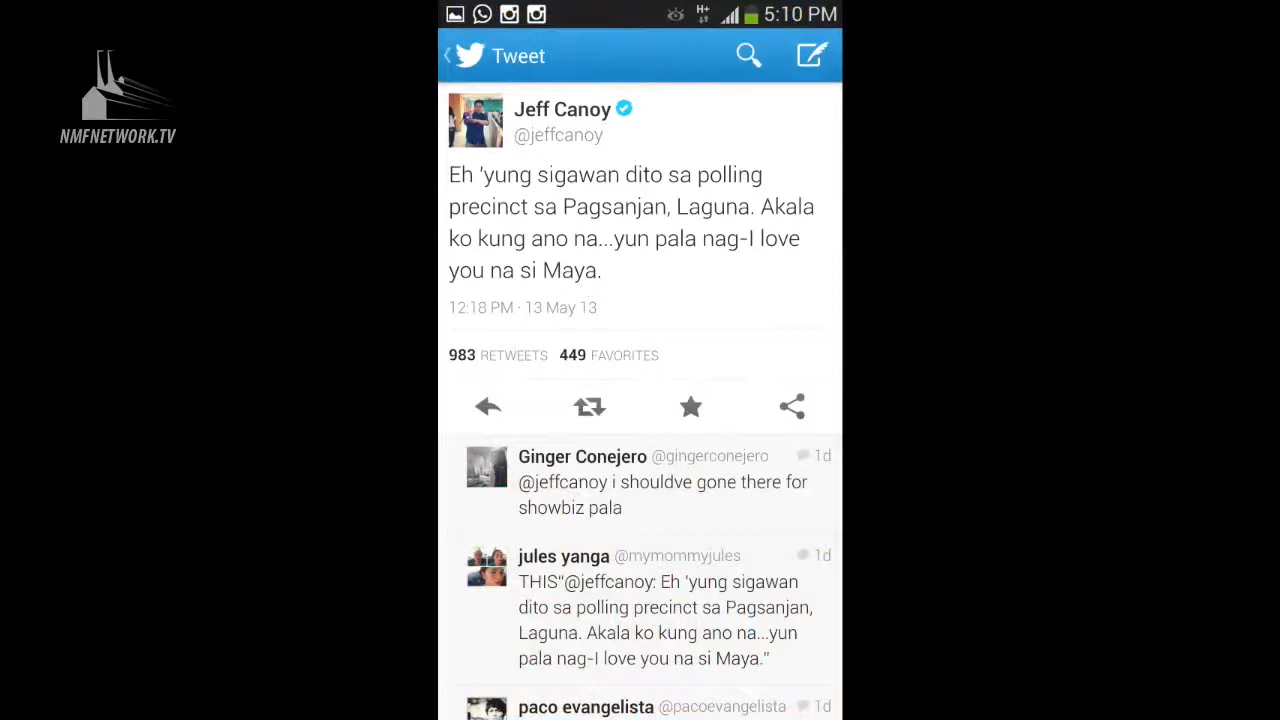 5:10 PM
NMFNETWORK.TV
Tweet
Jeff Canoy
@jeffcanoy
Eh 'yung sigawan dito sa polling
precinct sa Pagsanjan, Laguna. Akala
ko kung ano na...yun pala nag-I love
you na si Maya.
12:18 PM · 13 May 13
983 RETWEETS 449 FAVORITES
Ginger Conejero @gingerconejero 1d
@jeffcanoy i shouldve gone there for
showbiz pala
jules yanga @mymommyjules 1d
THIS"@jeffcanoy: Eh 'yung sigawan
dito sa polling precinct sa Pagsanjan,
Laguna. Akala ko kung ano na...yun
pala nag-I love you na si Maya."
paco evangelista @pacoevangelista 1d